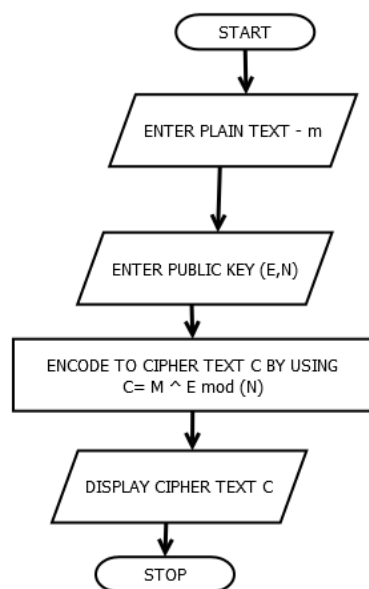 START
ENTER PLAIN TEXT - m
ENTER PUBLIC KEY (E,N)
ENCODE TO CIPHER TEXT C BY USING
C= M ^ E mod (N)
DISPLAY CIPHER TEXT C
STOP